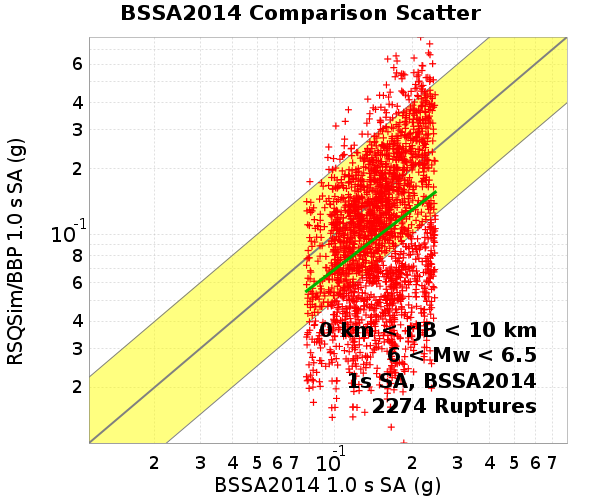 BSSA2014 Comparison Scatter
RSQSim/BBP 1.0 s SA (g)
6
4
3
2
10^-1
8
6
4
3
2
0 km < rJB < 10 km
6 < Mw < 6.5
1s SA, BSSA2014
2274 Ruptures
2 3 4 5 6 7 10^-1 2 3 4 5 6 7
BSSA2014 1.0 s SA (g)